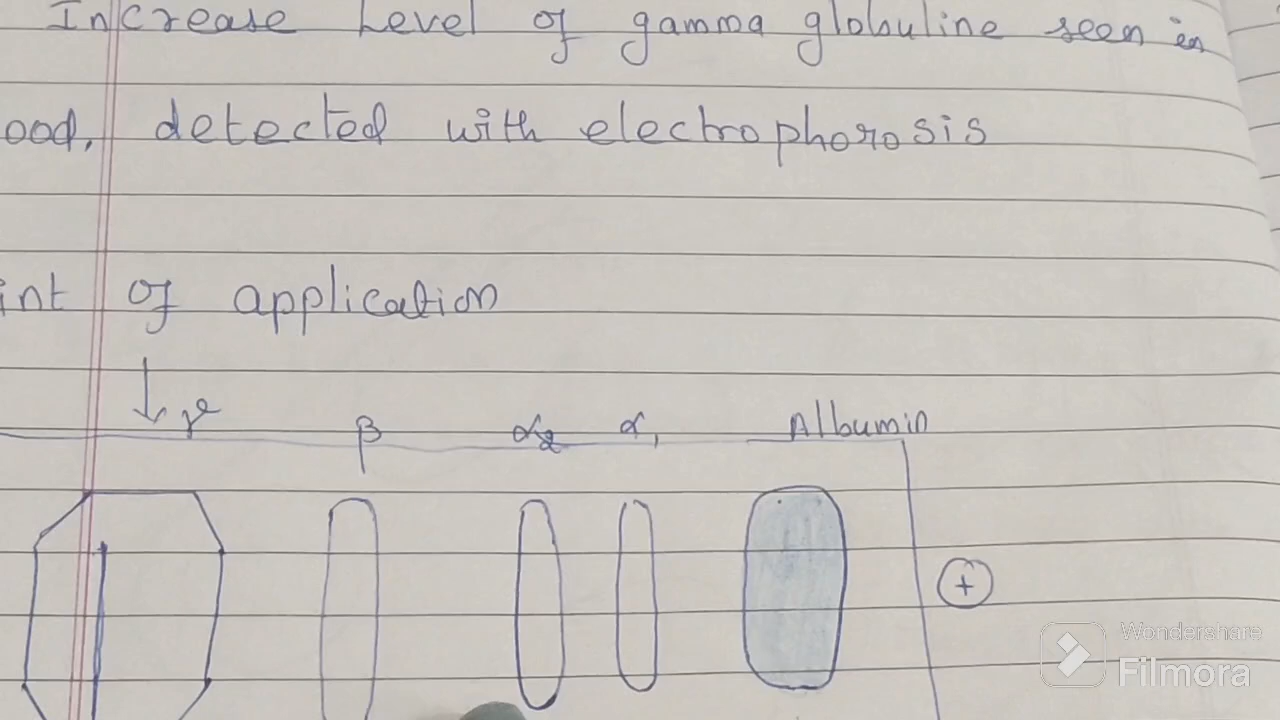 Increase Level of gamma globuline seen in
ood, detected with electrophorosis
int of application
γ β α2 α1 Albumin
+
Wondershare
Filmora